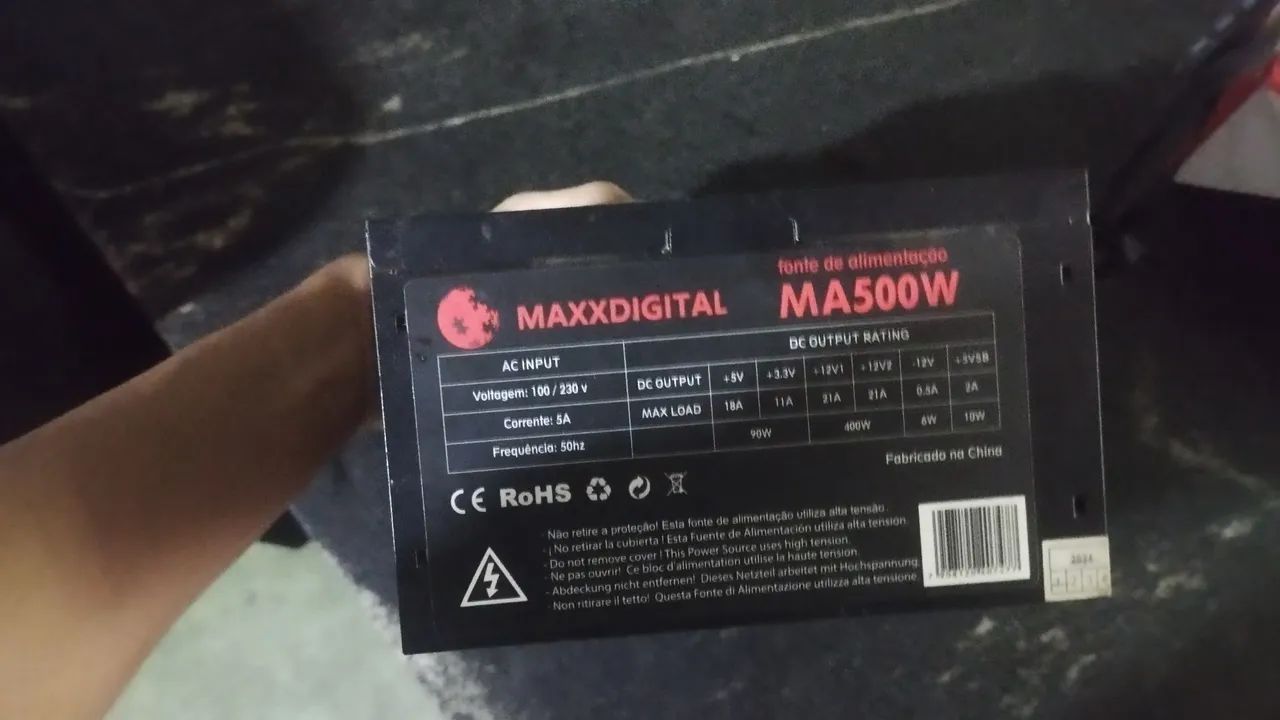 fonte de alimentação
MAXXDIGITAL MA500W
AC INPUT DC OUTPUT RATING
Voltagem: 100 / 230 v DC OUTPUT +5V +3.3V +12V1 +12V2 -12V +5VSB
Corrente: 5A MAX LOAD 18A 11A 21A 21A 0.5A 2A
Frequência: 50hz 90W 400W 6W 10W
Fabricado na China
CE RoHS
· Não retire a proteção! Esta fonte de alimentação utiliza alta tensão.
· ¡ No retirar la cubierta ! Esta Fuente de Alimentación utiliza alta tension.
· Do not remove cover ! This Power Source uses high tension.
· Ne pas ouvrir! Ce bloc d'alimentation utilise la haute tension.
· Abdeckung nicht entfernen! Dieses Netzteil arbeitet mit Hochspannung.
· Non ritirare il tetto! Questa Fonte di Alimentazione utilizza alta tensione